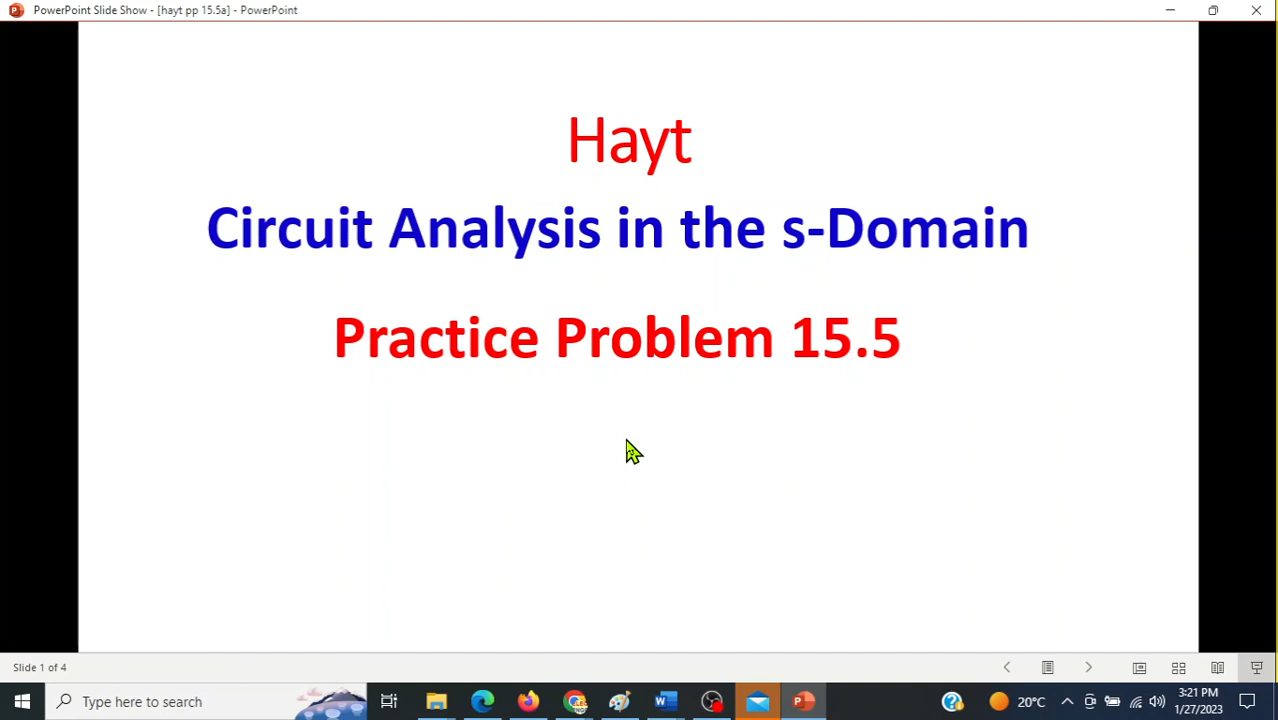 PowerPoint Slide Show - [hayt pp 15.5a] - PowerPoint
Hayt
Circuit Analysis in the s-Domain
Practice Problem 15.5
Slide 1 of 4
Type here to search
20°C
3:21 PM
1/27/2023